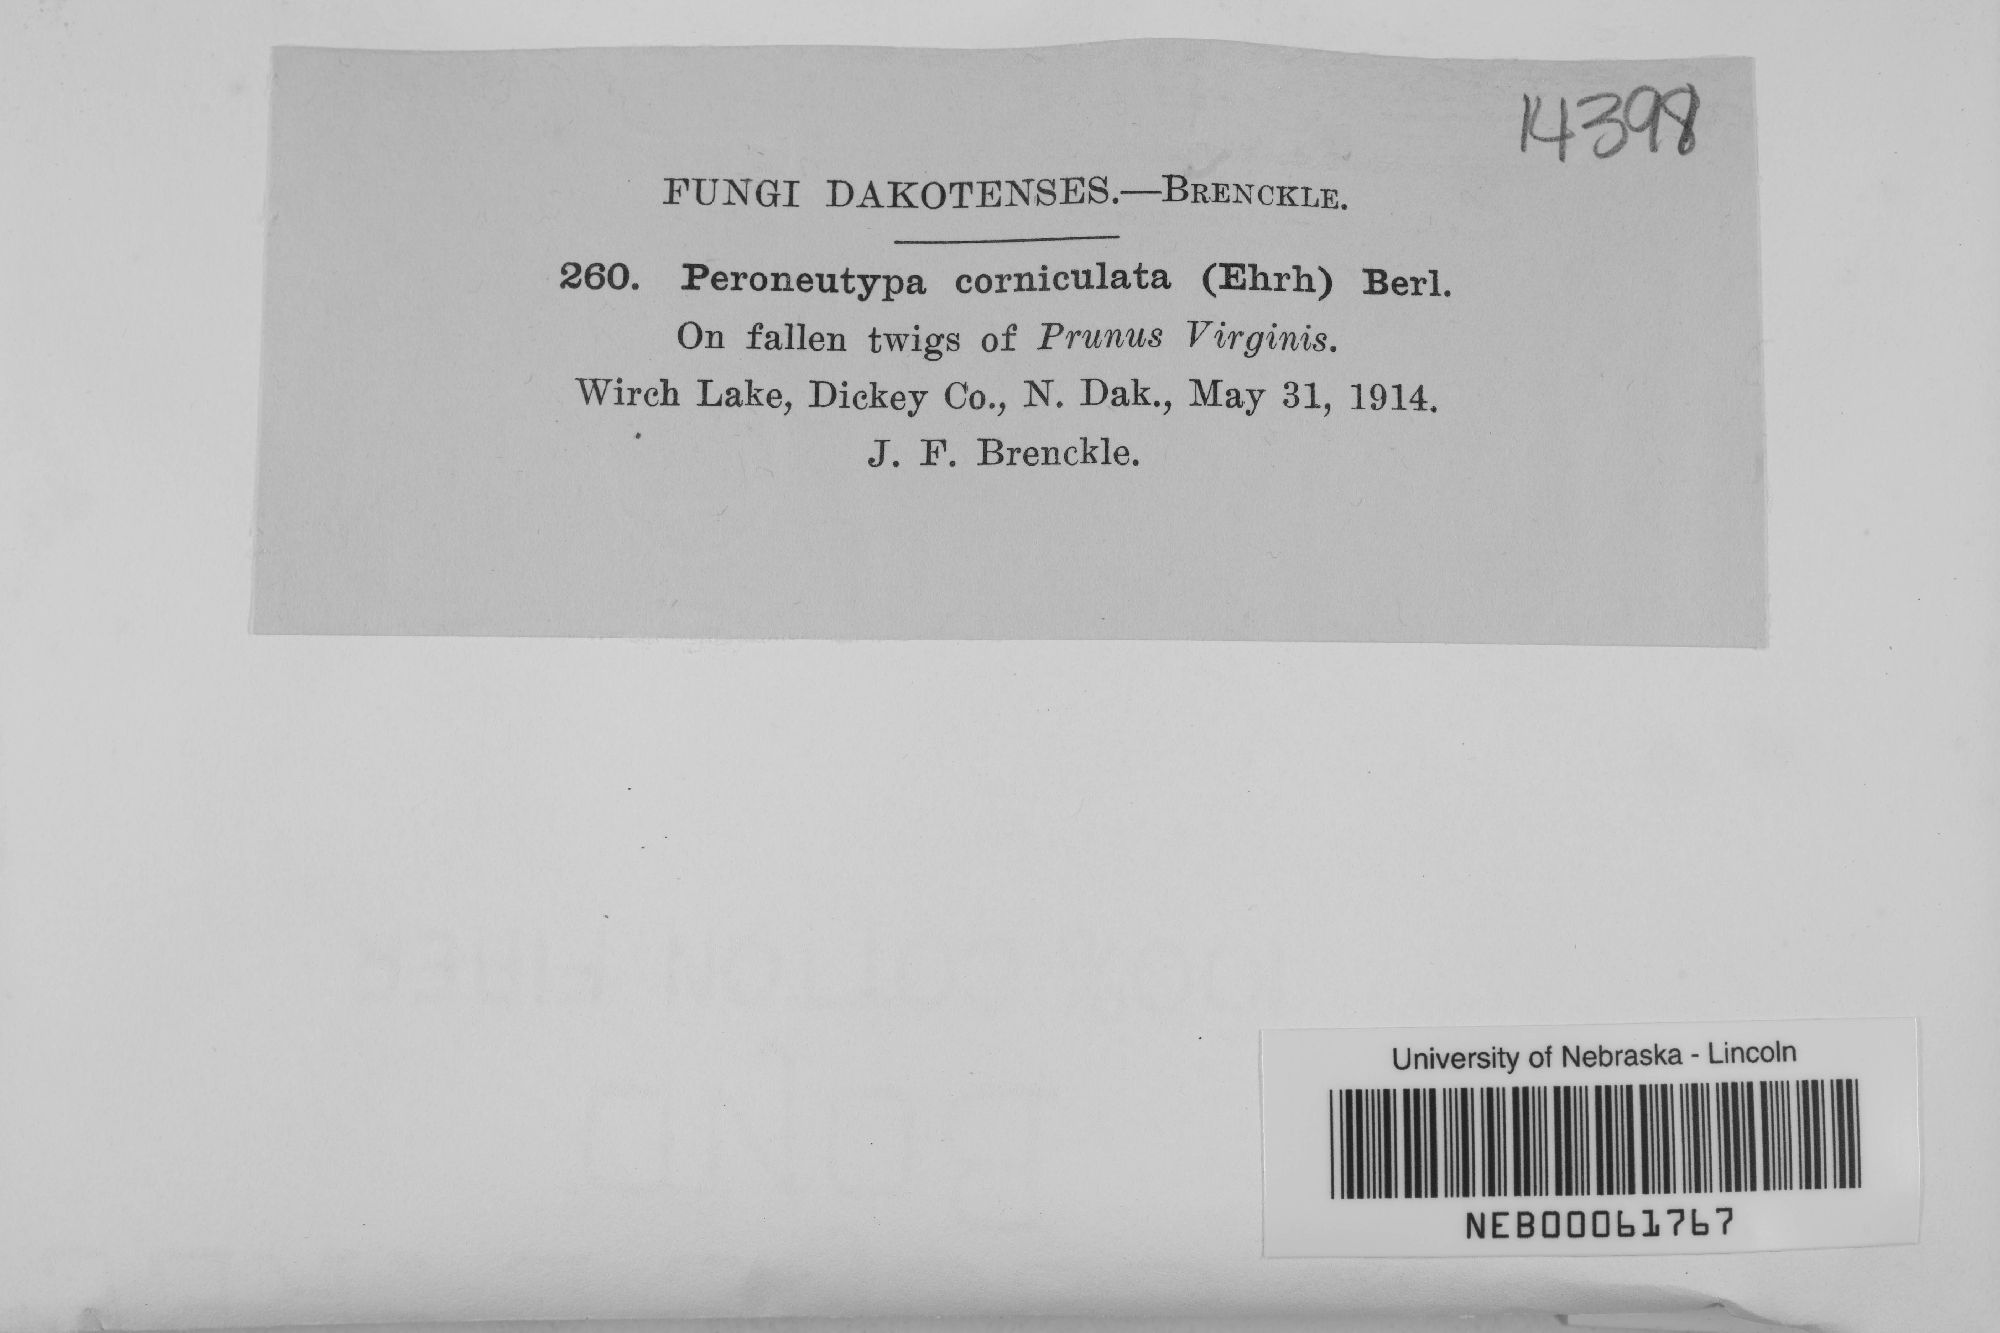 14398
FUNGI DAKOTENSES.—BRENCKLE.
260. Peroneutypa corniculata (Ehrh) Berl.
On fallen twigs of Prunus Virginis.
Wirch Lake, Dickey Co., N. Dak., May 31, 1914.
J. F. Brenckle.
University of Nebraska - Lincoln
NEB00061767